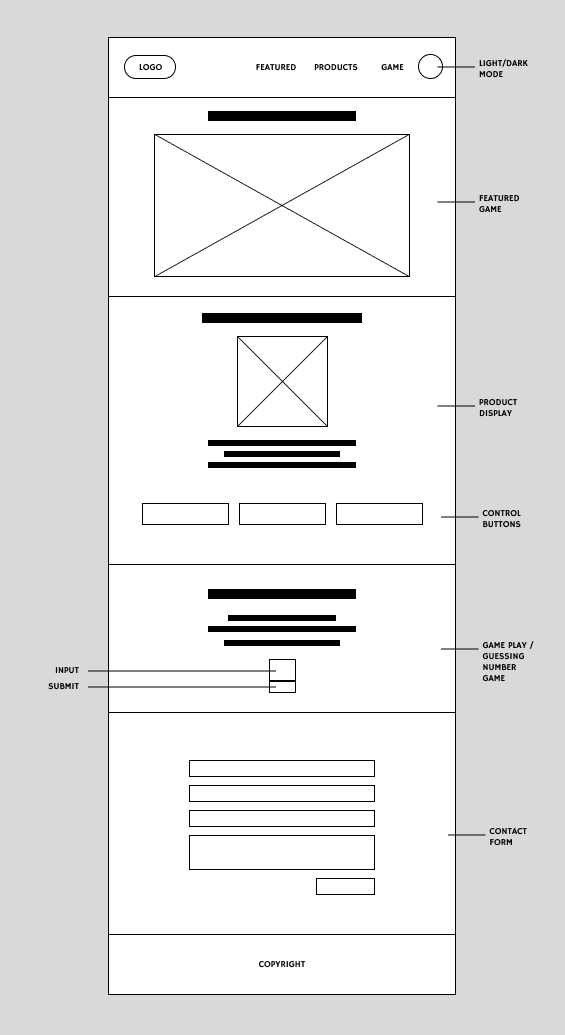 LOGO
FEATURED
PRODUCTS
GAME
LIGHT/DARK
MODE
FEATURED
GAME
PRODUCT
DISPLAY
CONTROL
BUTTONS
GAME PLAY /
GUESSING
NUMBER
GAME
INPUT
SUBMIT
CONTACT
FORM
COPYRIGHT